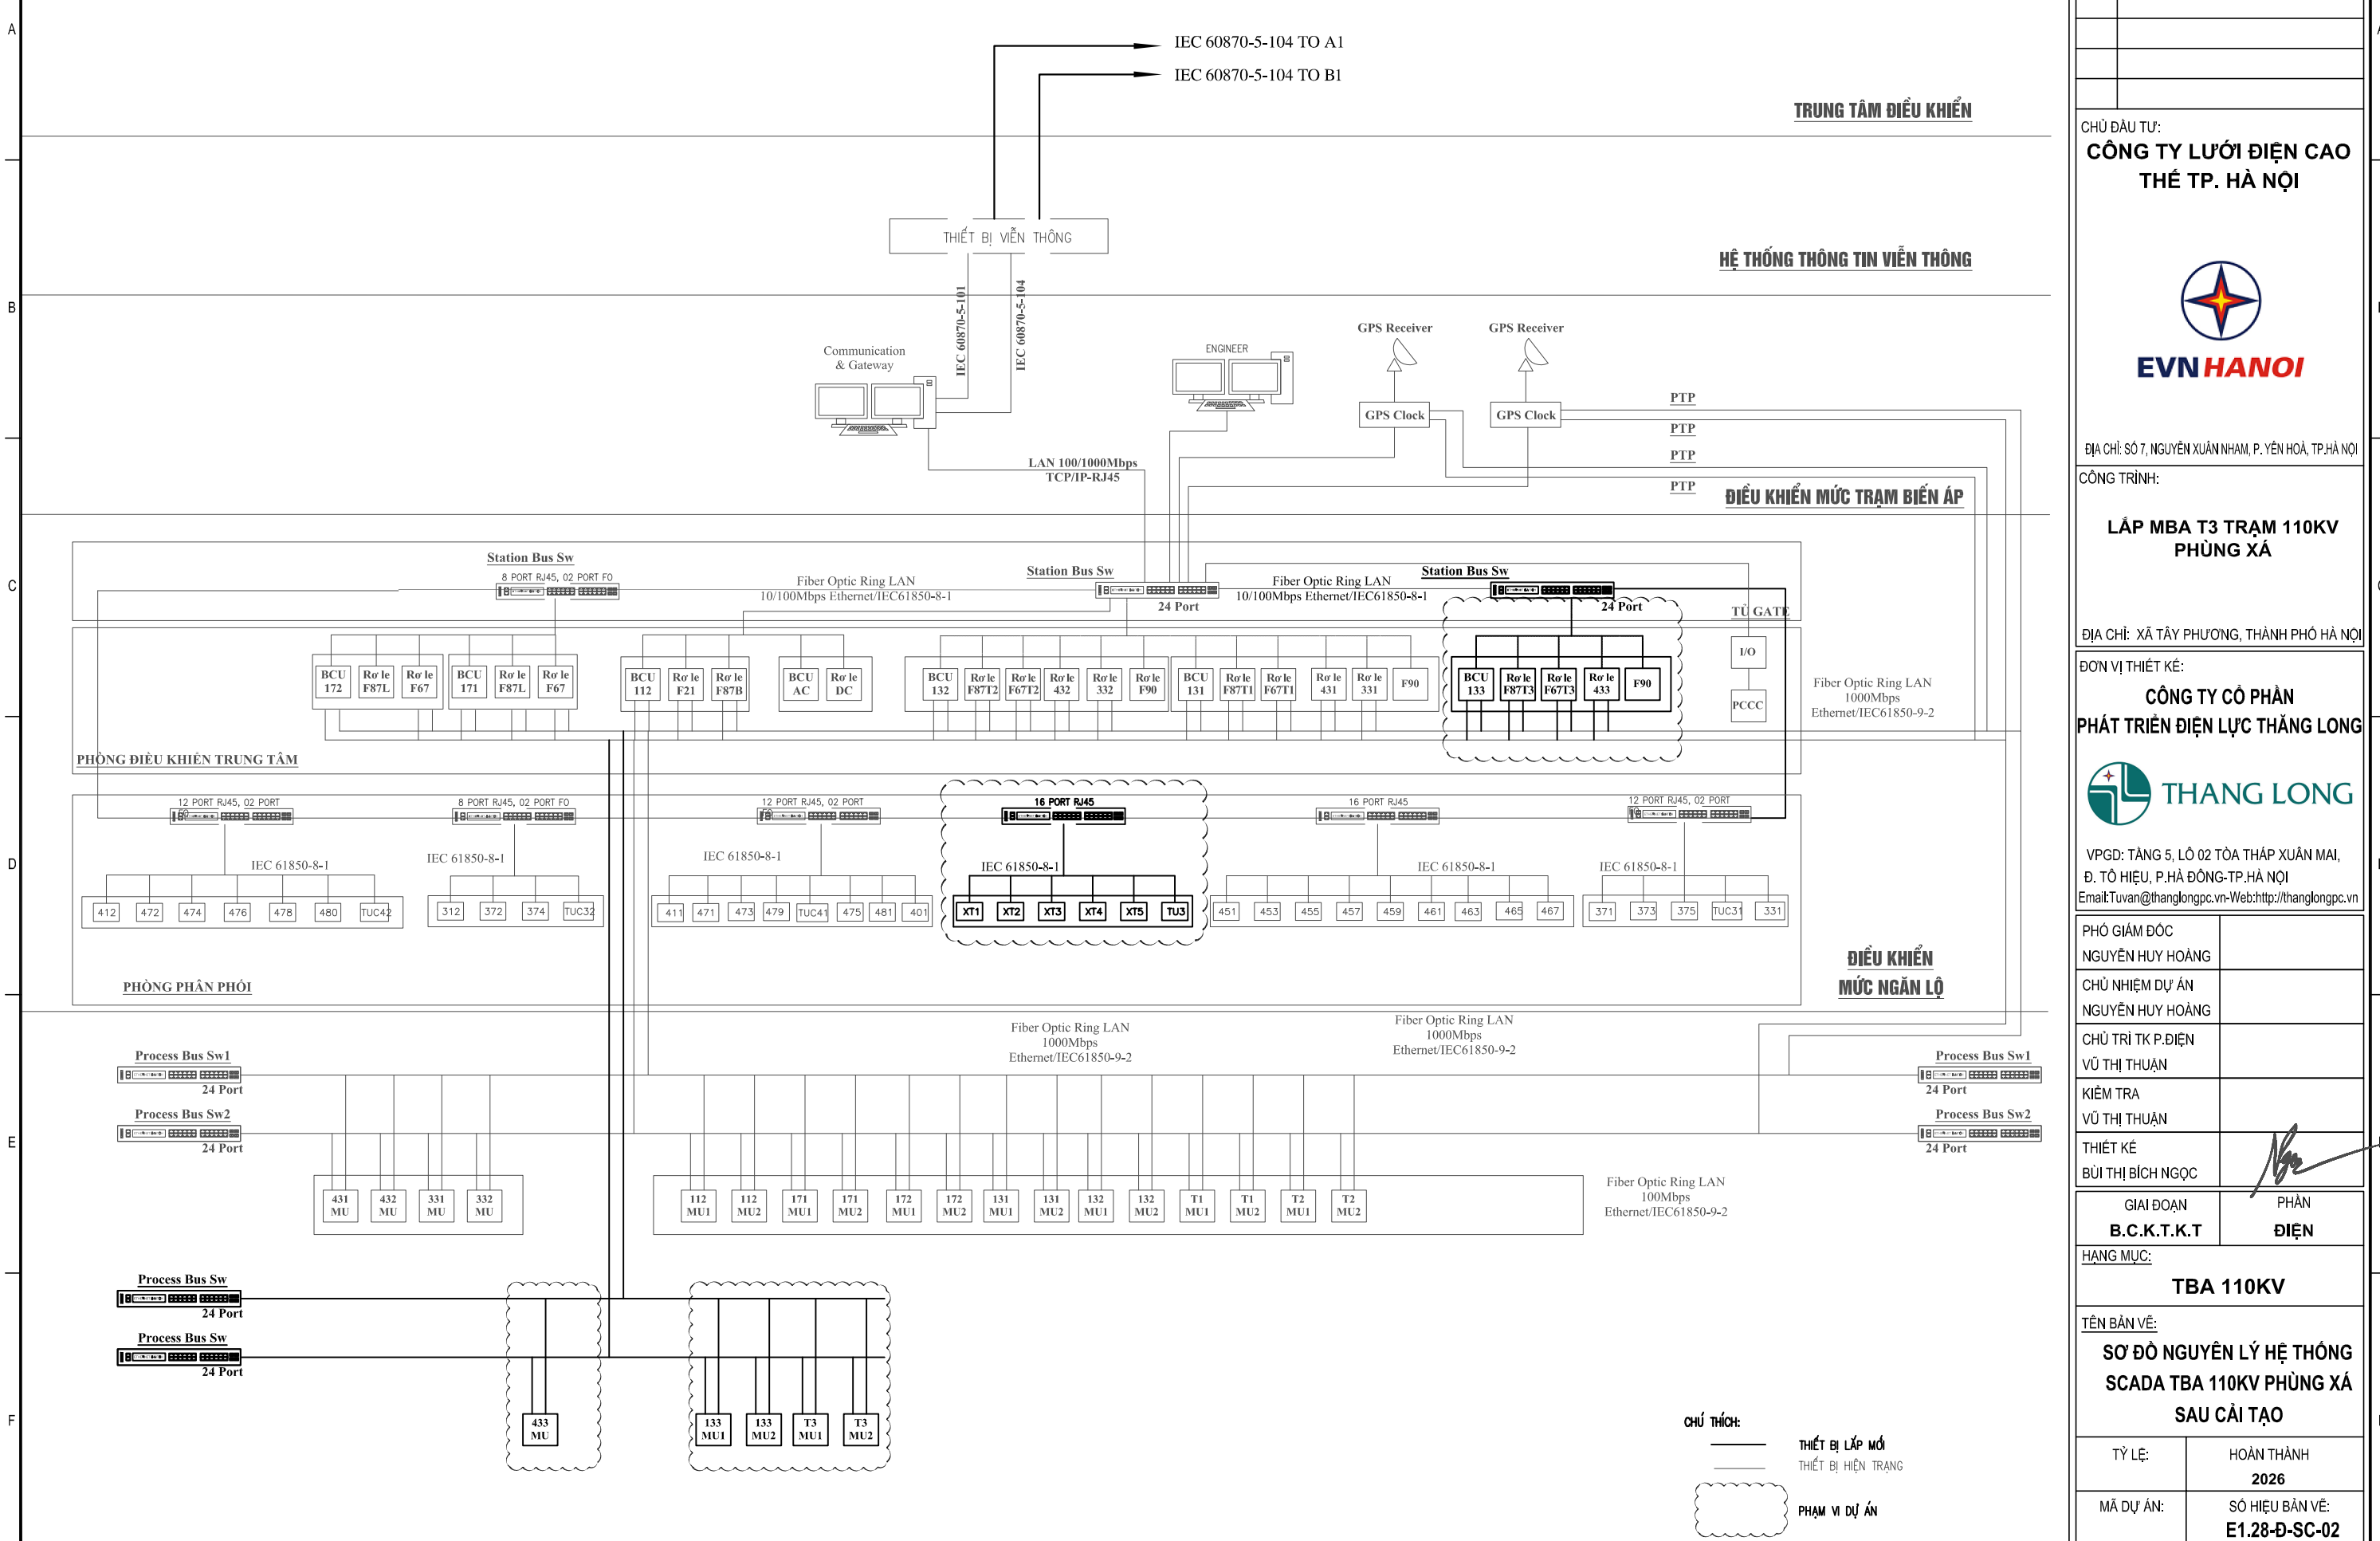 A
IEC 60870-5-104 TO A1
IEC 60870-5-104 TO B1
TRUNG TÂM ĐIỀU KHIỂN
THIẾT BỊ VIỄN THÔNG
HỆ THỐNG THÔNG TIN VIỄN THÔNG
B
IEC 60870-5-101
IEC 60870-5-104
Communication
& Gateway
ENGINEER
GPS Receiver
GPS Receiver
GPS Clock
GPS Clock
PTP
PTP
PTP
PTP
LAN 100/1000Mbps
TCP/IP-RJ45
ĐIỀU KHIỂN MỨC TRẠM BIẾN ÁP
C
Station Bus Sw
8 PORT RJ45, 02 PORT FO
Fiber Optic Ring LAN
10/100Mbps Ethernet/IEC61850-8-1
Station Bus Sw
24 Port
Fiber Optic Ring LAN
10/100Mbps Ethernet/IEC61850-8-1
Station Bus Sw
24 Port
TỦ GATE
BCU 172
Rơ le F87L
Rơ le F67
BCU 171
Rơ le F87L
Rơ le F67
BCU 112
Rơ le F21
Rơ le F87B
BCU AC
Rơ le DC
BCU 132
Rơ le F87T2
Rơ le F67T2
Rơ le 432
Rơ le 332
Rơ le F90
BCU 131
Rơ le F87T1
Rơ le F67T1
Rơ le 431
Rơ le 331
F90
BCU 133
Rơ le F87T3
Rơ le F67T3
Rơ le 433
F90
I/O
PCCC
Fiber Optic Ring LAN
1000Mbps
Ethernet/IEC61850-9-2
PHÒNG ĐIỀU KHIỂN TRUNG TÂM
12 PORT RJ45, 02 PORT
8 PORT RJ45, 02 PORT FO
12 PORT RJ45, 02 PORT
16 PORT RJ45
16 PORT RJ45
12 PORT RJ45, 02 PORT
D
IEC 61850-8-1
IEC 61850-8-1
IEC 61850-8-1
IEC 61850-8-1
IEC 61850-8-1
IEC 61850-8-1
412 472 474 476 478 480 TUC42
312 372 374 TUC32
411 471 473 479 TUC41 475 481 401
XT1 XT2 XT3 XT4 XT5 TU3
451 453 455 457 459 461 463 465 467
371 373 375 TUC31 331
PHÒNG PHÂN PHỐI
ĐIỀU KHIỂN
MỨC NGĂN LỘ
Fiber Optic Ring LAN
1000Mbps
Ethernet/IEC61850-9-2
Fiber Optic Ring LAN
1000Mbps
Ethernet/IEC61850-9-2
Process Bus Sw1
24 Port
Process Bus Sw2
24 Port
Process Bus Sw1
24 Port
Process Bus Sw2
24 Port
E
431 MU
432 MU
331 MU
332 MU
112 MU1
112 MU2
171 MU1
171 MU2
172 MU1
172 MU2
131 MU1
131 MU2
132 MU1
132 MU2
T1 MU1
T1 MU2
T2 MU1
T2 MU2
Fiber Optic Ring LAN
100Mbps
Ethernet/IEC61850-9-2
Process Bus Sw
24 Port
Process Bus Sw
24 Port
F
433 MU
133 MU1
133 MU2
T3 MU1
T3 MU2
CHÚ THÍCH:
THIẾT BỊ LẮP MỚI
THIẾT BỊ HIỆN TRẠNG
PHẠM VI DỰ ÁN
CHỦ ĐẦU TƯ:
CÔNG TY LƯỚI ĐIỆN CAO
THẾ TP. HÀ NỘI
EVNHANOI
ĐỊA CHỈ: SỐ 7, NGUYỄN XUÂN NHAM, P. YÊN HOÀ, TP.HÀ NỘI
CÔNG TRÌNH:
LẮP MBA T3 TRẠM 110KV
PHÙNG XÁ
ĐỊA CHỈ: XÃ TÂY PHƯƠNG, THÀNH PHỐ HÀ NỘI
ĐƠN VỊ THIẾT KẾ:
CÔNG TY CỔ PHẦN
PHÁT TRIỂN ĐIỆN LỰC THĂNG LONG
THANG LONG
VPGD: TẦNG 5, LÔ 02 TÒA THÁP XUÂN MAI,
Đ. TÔ HIỆU, P.HÀ ĐÔNG-TP.HÀ NỘI
Email:Tuvan@thanglongpc.vn-Web:http://thanglongpc.vn
PHÓ GIÁM ĐỐC
NGUYỄN HUY HOÀNG
CHỦ NHIỆM DỰ ÁN
NGUYỄN HUY HOÀNG
CHỦ TRÌ TK P.ĐIỆN
VŨ THỊ THUẬN
KIỂM TRA
VŨ THỊ THUẬN
THIẾT KẾ
BÙI THỊ BÍCH NGỌC
GIAI ĐOẠN
B.C.K.T.K.T
PHẦN
ĐIỆN
HẠNG MỤC:
TBA 110KV
TÊN BẢN VẼ:
SƠ ĐỒ NGUYÊN LÝ HỆ THỐNG
SCADA TBA 110KV PHÙNG XÁ
SAU CẢI TẠO
TỶ LỆ:
HOÀN THÀNH
2026
MÃ DỰ ÁN:
SỐ HIỆU BẢN VẼ:
E1.28-Đ-SC-02